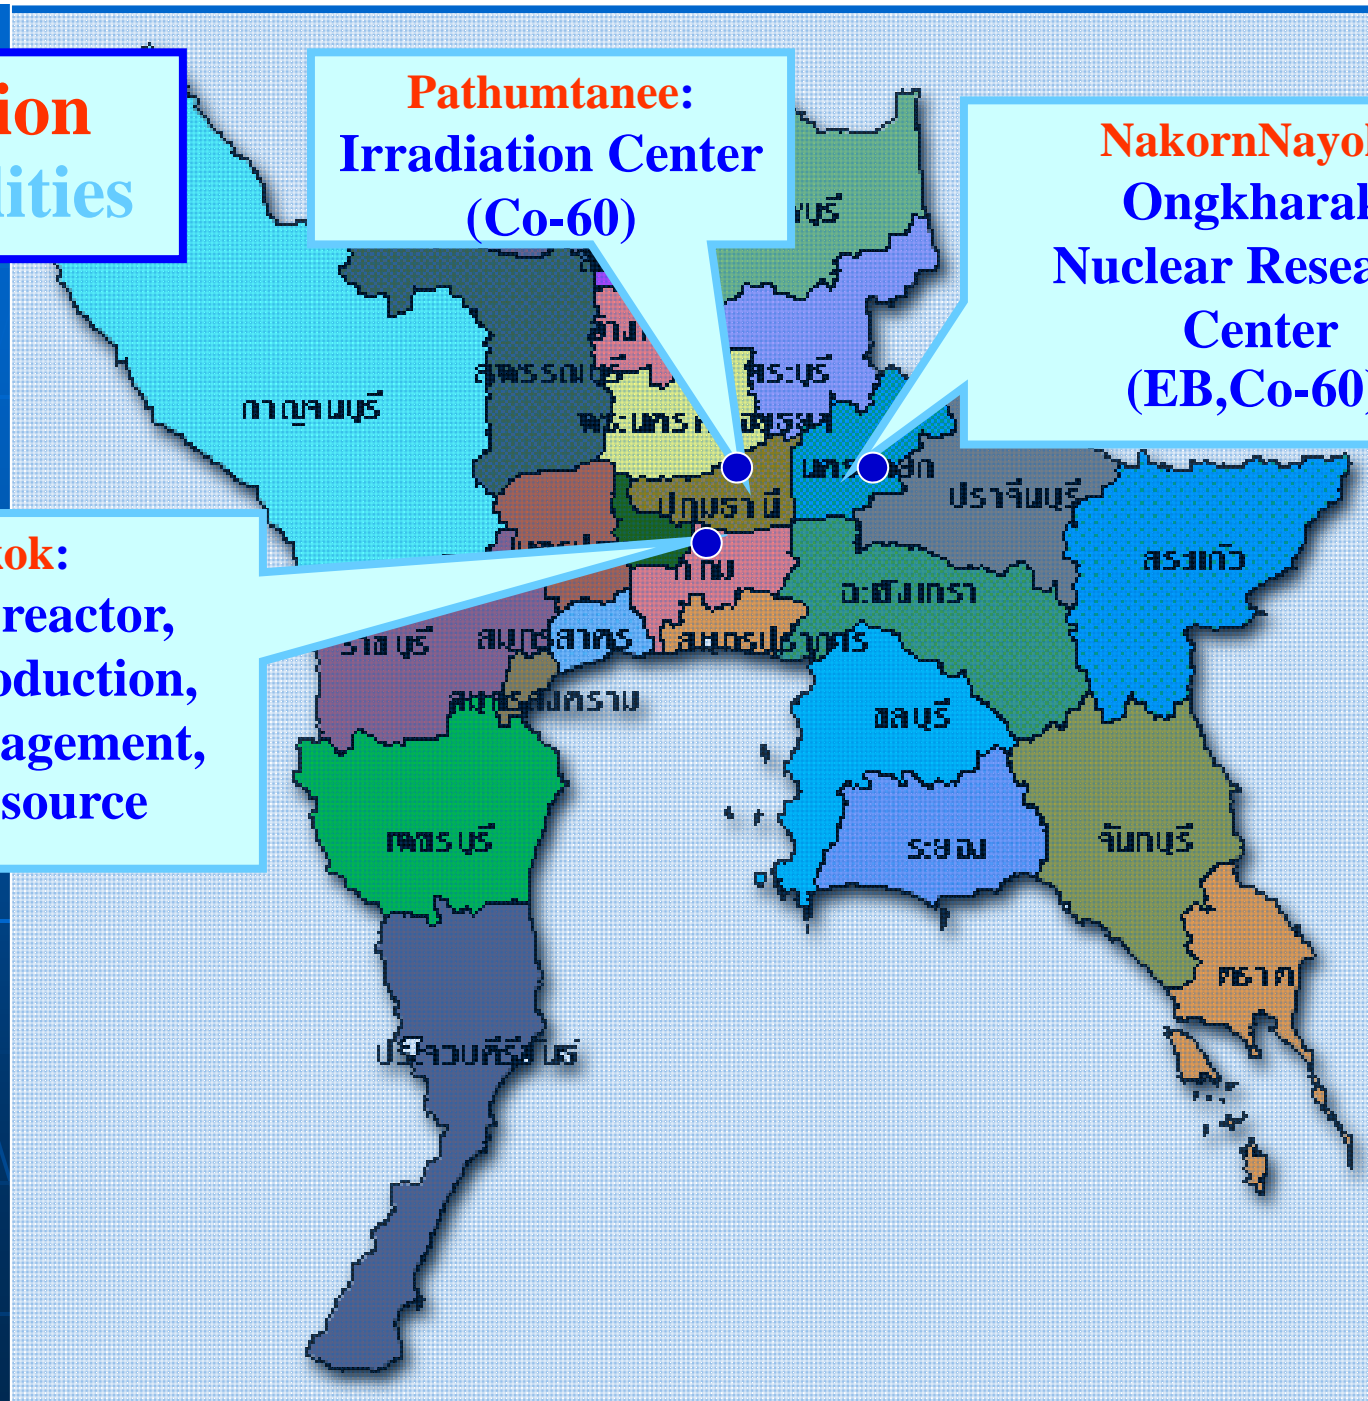 ion
lities
Pathumtanee:
Irradiation Center
(Co-60)
NakornNayok
Ongkharak
Nuclear Resea
Center
(EB,Co-60)
kok:
reactor,
oduction,
agement,
source
กาญจนบุรี
สุพรรณบุรี
สระบุรี
ปทุมธานี
ปราจีนบุรี
สระแก้ว
กทม
ฉะเชิงเทรา
ราชบุรี
สมุทรสาคร
สมุทรปราการ
สมุทรสงคราม
ชลบุรี
เพชรบุรี
ระยอง
จันทบุรี
ตราด
ประจวบคีรีขันธ์